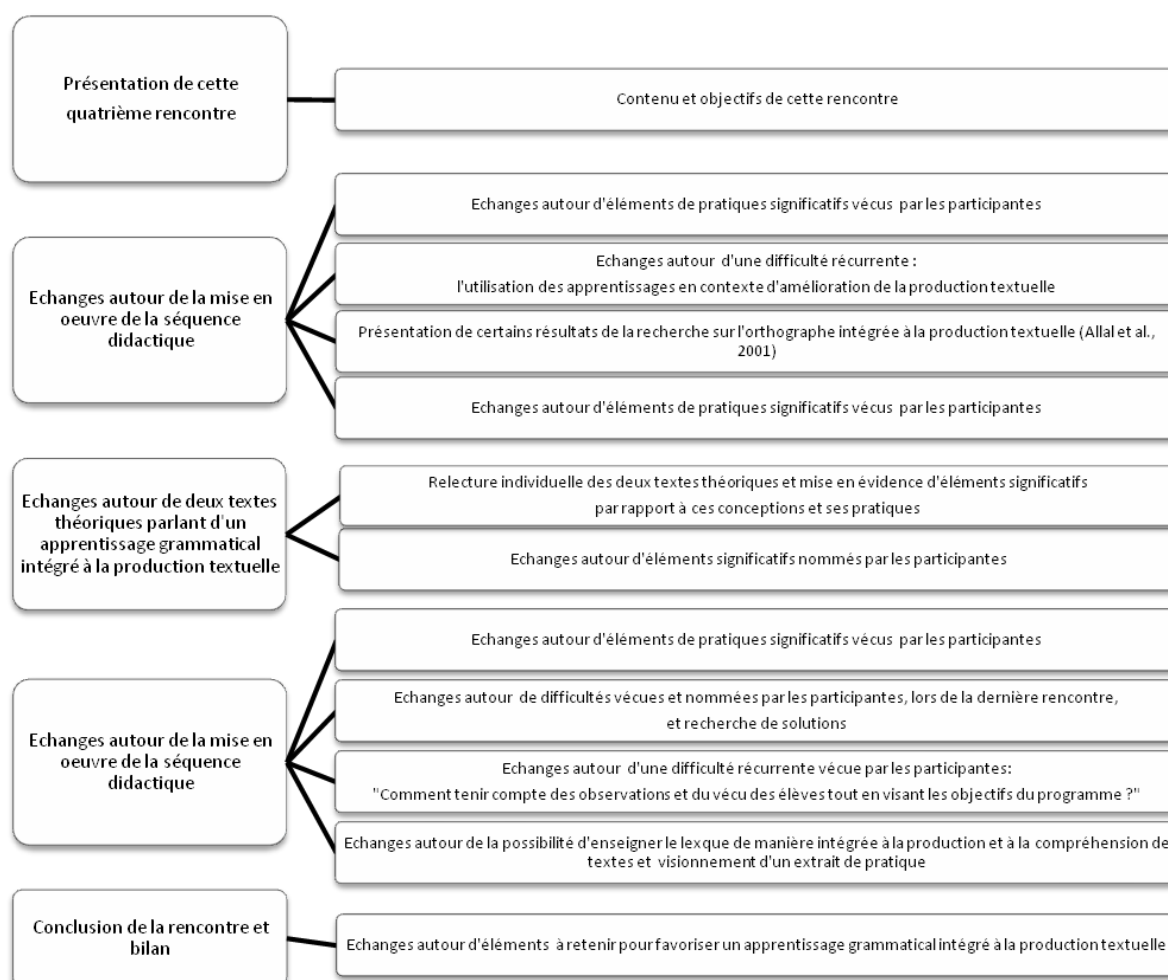 Présentation de cette
quatrième rencontre
Contenu et objectifs de cette rencontre
Echanges autour de la mise en
oeuvre de la séquence
didactique
Echanges autour d'éléments de pratiques significatifs vécus par les participantes
Echanges autour d'une difficulté récurrente :
l'utilisation des apprentissages en contexte d'amélioration de la production textuelle
Présentation de certains résultats de la recherche sur l'orthographe intégrée à la production textuelle (Allal et al.,
2001)
Echanges autour d'éléments de pratiques significatifs vécus par les participantes
Echanges autour de deux textes
théoriques parlant d'un
apprentissage grammatical
intégré à la production textuelle
Relecture individuelle des deux textes théoriques et mise en évidence d'éléments significatifs
par rapport à ces conceptions et ses pratiques
Echanges autour d'éléments significatifs nommés par les participantes
Echanges autour de la mise en
oeuvre de la séquence
didactique
Echanges autour d'éléments de pratiques significatifs vécus par les participantes
Echanges autour de difficultés vécues et nommées par les participantes, lors de la dernière rencontre,
et recherche de solutions
Echanges autour d'une difficulté récurrente vécue par les participantes:
"Comment tenir compte des observations et du vécu des élèves tout en visant les objectifs du programme ?"
Echanges autour de la possibilité d'enseigner le lexque de manière intégrée à la production et à la compréhension de
textes et visionnement d'un extrait de pratique
Conclusion de la rencontre et
bilan
Echanges autour d'éléments à retenir pour favoriser un apprentissage grammatical intégré à la production textuelle